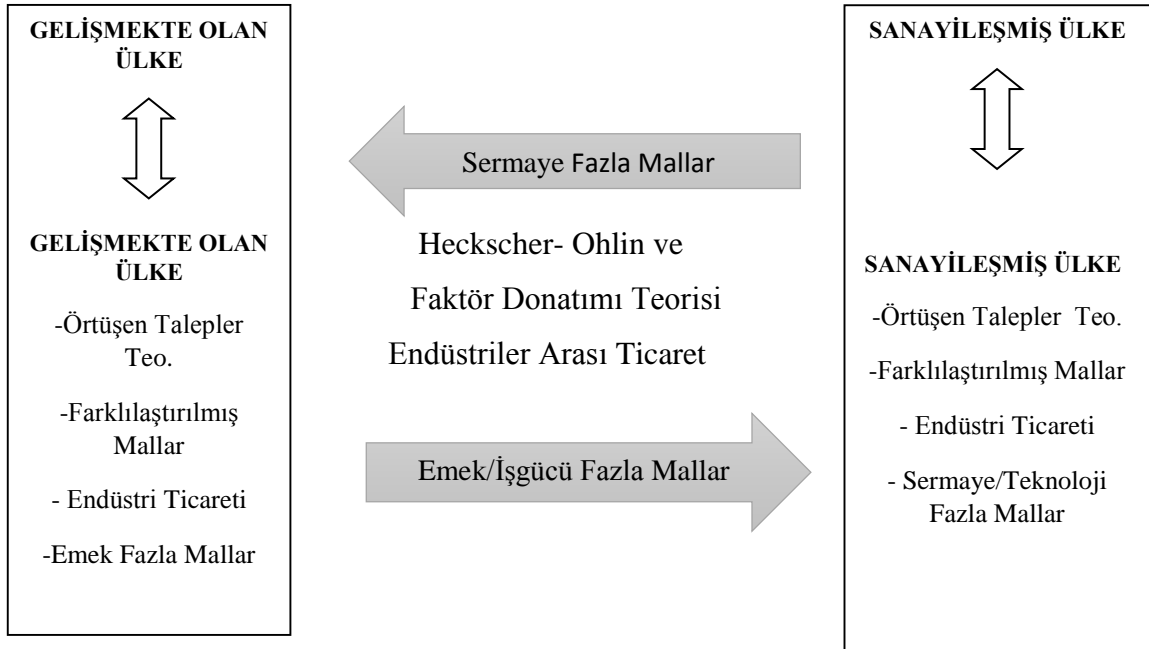 GELİŞMEKTE OLAN
ÜLKE
GELİŞMEKTE OLAN
ÜLKE
-Örtüşen Talepler
Teo.
-Farklılaştırılmış
Mallar
- Endüstri Ticareti
-Emek Fazla Mallar
Sermaye Fazla Mallar
Heckscher- Ohlin ve
Faktör Donatımı Teorisi
Endüstriler Arası Ticaret
Emek/İşgücü Fazla Mallar
SANAYİLEŞMİŞ ÜLKE
SANAYİLEŞMİŞ ÜLKE
-Örtüşen Talepler Teo.
-Farklılaştırılmış Mallar
- Endüstri Ticareti
- Sermaye/Teknoloji
Fazla Mallar